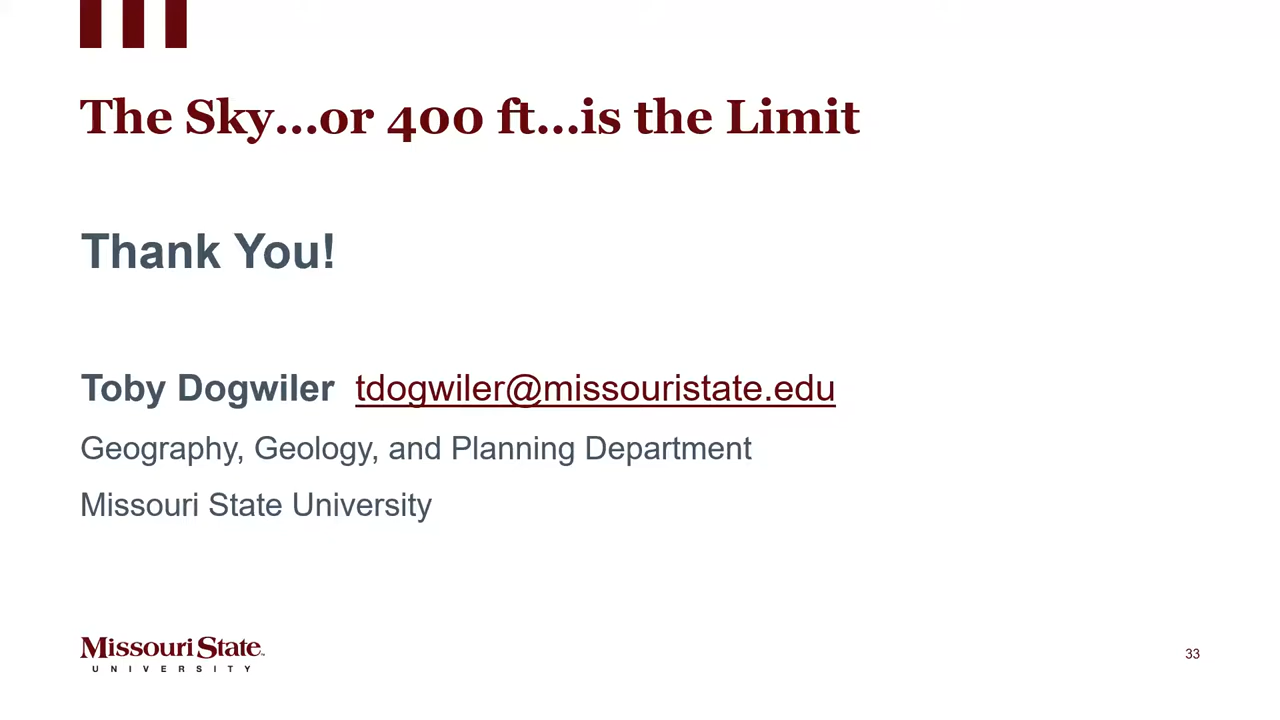 The Sky...or 400 ft...is the Limit
Thank You!
Toby Dogwiler tdogwiler@missouristate.edu
Geography, Geology, and Planning Department
Missouri State University
Missouri State™
UNIVERSITY
33